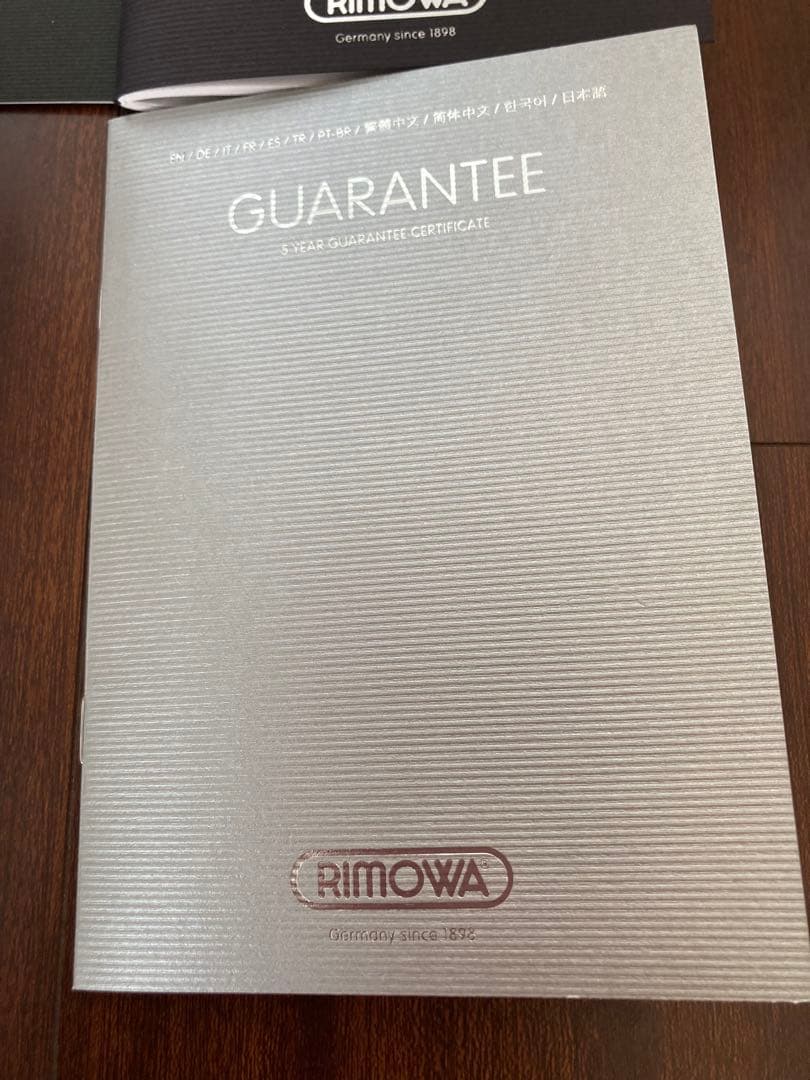 RIMOWA
Germany since 1898
EN / DE / IT / FR / ES / TR / PT-BR / 繁體中文 / 简体中文 / 한국어 / 日本語
GUARANTEE
5 YEAR GUARANTEE CERTIFICATE
RIMOWA®
Germany since 1898